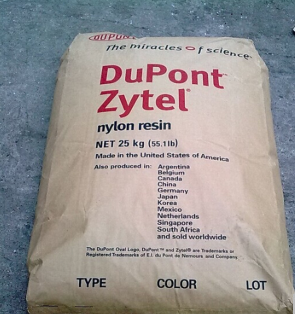 DUPONT
The miracles of science
DuPont™
Zytel®
nylon resin
NET 25 kg (55.1lb)
Made in the United States of America
Also produced in: Argentina
Belgium
Canada
China
Germany
Japan
Korea
Mexico
Netherlands
Singapore
South Africa
and sold worldwide
The DuPont Oval Logo, DuPont™ and Zytel® are Trademarks or
Registered Trademarks of E.I. du Pont de Nemours and Company
TYPE COLOR LOT